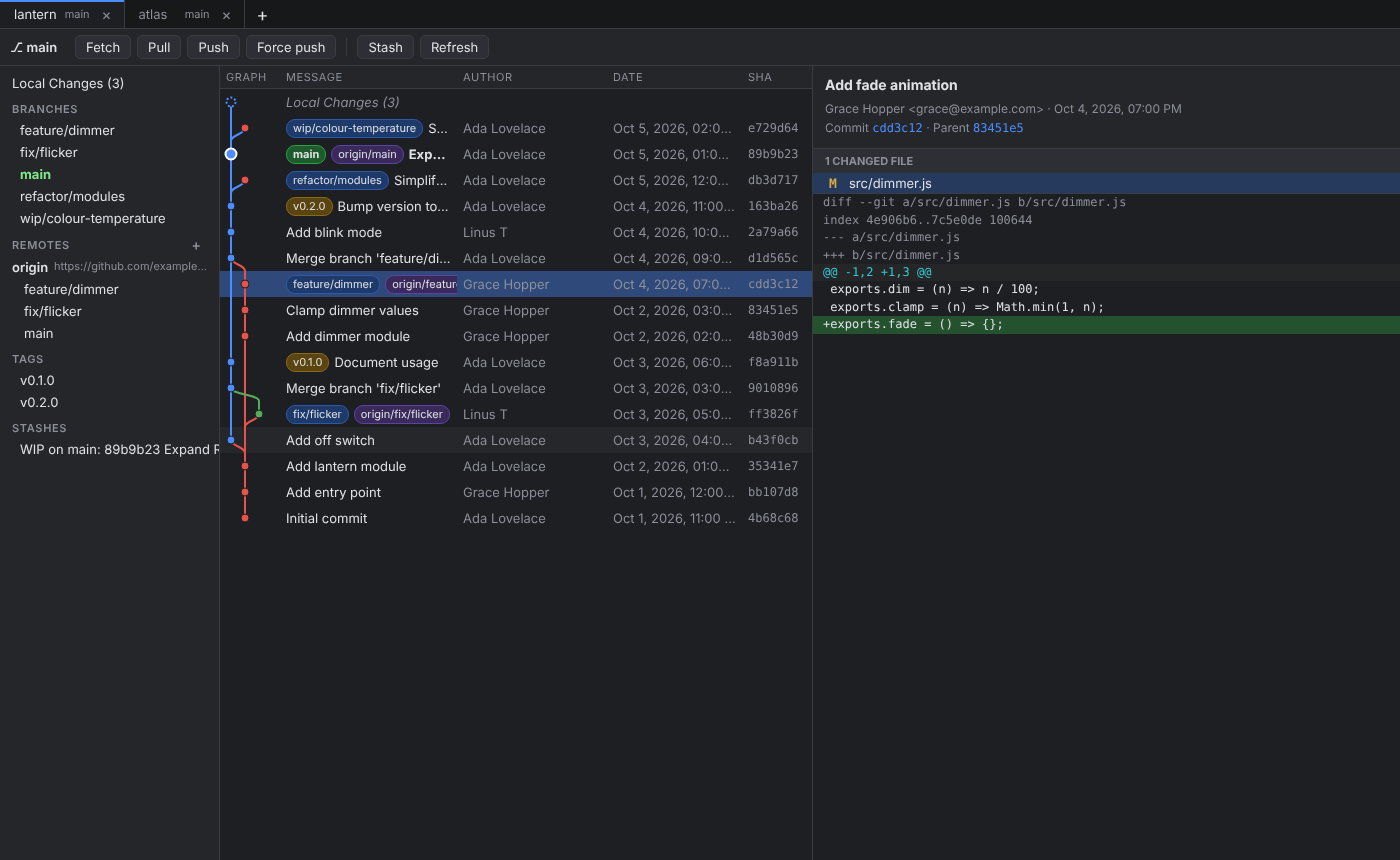 lantern main × atlas main × +
main Fetch Pull Push Force push Stash Refresh
Local Changes (3)
BRANCHES
feature/dimmer
fix/flicker
main
refactor/modules
wip/colour-temperature
REMOTES +
origin https://github.com/example...
feature/dimmer
fix/flicker
main
TAGS
v0.1.0
v0.2.0
STASHES
WIP on main: 89b9b23 Expand
GRAPH MESSAGE AUTHOR DATE SHA
Local Changes (3)
wip/colour-temperature S... Ada Lovelace Oct 5, 2026, 02:0... e729d64
main origin/main Exp... Ada Lovelace Oct 5, 2026, 01:0... 89b9b23
refactor/modules Simplif... Ada Lovelace Oct 5, 2026, 12:0... db3d717
v0.2.0 Bump version to... Ada Lovelace Oct 4, 2026, 11:00... 163ba26
Add blink mode Linus T Oct 4, 2026, 10:0... 2a79a66
Merge branch 'feature/di... Ada Lovelace Oct 4, 2026, 09:0... d1d565c
feature/dimmer origin/featur Grace Hopper Oct 4, 2026, 07:0... cdd3c12
Clamp dimmer values Grace Hopper Oct 2, 2026, 03:0... 83451e5
Add dimmer module Grace Hopper Oct 2, 2026, 02:0... 48b30d9
v0.1.0 Document usage Ada Lovelace Oct 3, 2026, 06:0... f8a911b
Merge branch 'fix/flicker' Ada Lovelace Oct 3, 2026, 03:0... 9010896
fix/flicker origin/fix/flicker Linus T Oct 3, 2026, 05:0... ff3826f
Add off switch Ada Lovelace Oct 3, 2026, 04:0... b43f0cb
Add lantern module Ada Lovelace Oct 2, 2026, 01:0... 35341e7
Add entry point Grace Hopper Oct 1, 2026, 12:00... bb107d8
Initial commit Ada Lovelace Oct 1, 2026, 11:00 ... 4b68c68
Add fade animation
Grace Hopper <grace@example.com> · Oct 4, 2026, 07:00 PM
Commit cdd3c12 · Parent 83451e5
1 CHANGED FILE
M src/dimmer.js
diff --git a/src/dimmer.js b/src/dimmer.js
index 4e906b6..7c5e0de 100644
--- a/src/dimmer.js
+++ b/src/dimmer.js
@@ -1,2 +1,3 @@
exports.dim = (n) => n / 100;
exports.clamp = (n) => Math.min(1, n);
+exports.fade = () => {};